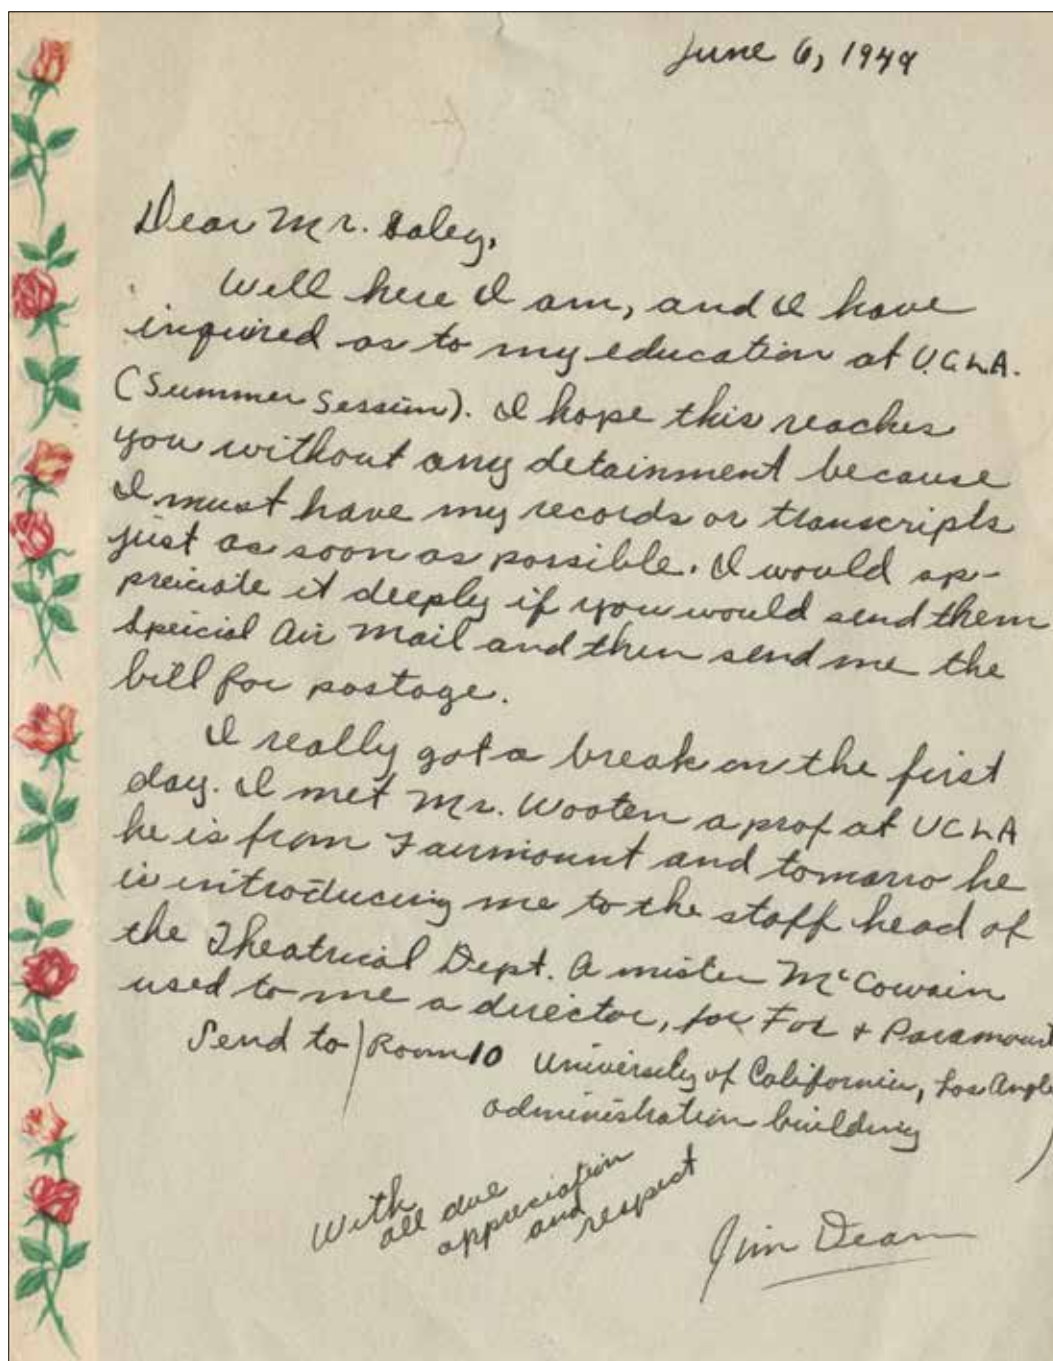 June 6, 1949
Dear Mr. Haley,
Well here I am, and I have
inquired as to my education at U.C.L.A.
(Summer Session). I hope this reaches
you without any detainment because
I must have my records or transcripts
just as soon as possible. I would ap-
preiciate it deeply if you would send them
Speicial Air Mail and then send me the
bill for postage.
I really got a break on the first
day. I met Mr. Wooten a prof at UCLA
he is from Fairmount and tomarro he
is introducing me to the staff head of
the Theatrical Dept. A mister McCowain
used to me a director, for Fox + Paramount
Send to) Room 10 University of California, Los Angle
administration building )
With
all due
appreciation
and
respect
Jim Dean